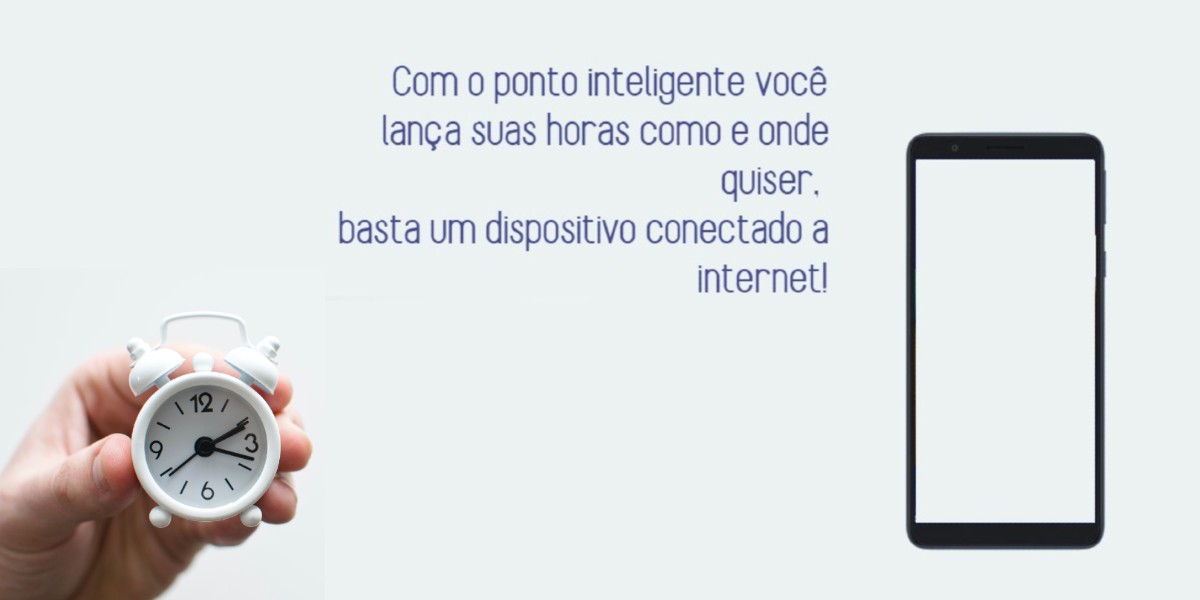 Com o ponto inteligente você
lança suas horas como e onde
quiser,
basta um dispositivo conectado a
internet!
12
3
9
6